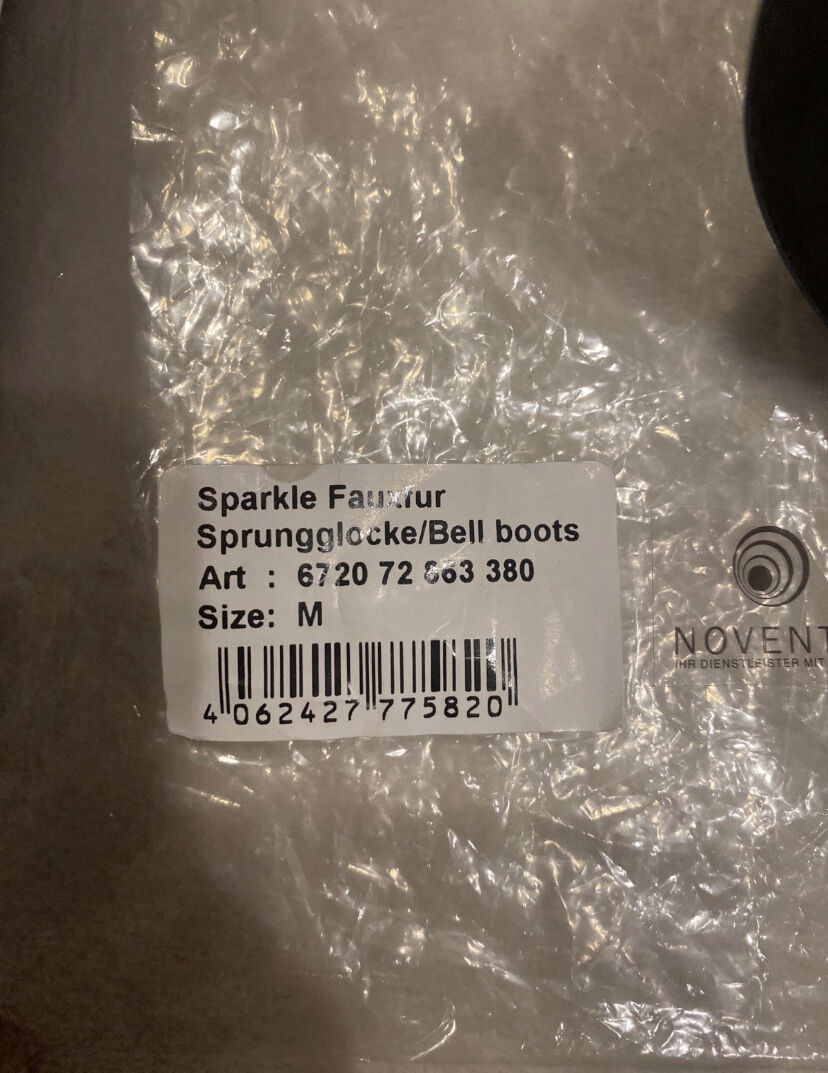 Sparkle Fauxfur
Sprungglocke/Bell boots
Art : 6720 72 863 380
Size: M
4 062427 775820
NOVENT
IHR DIENSTLEISTER MIT